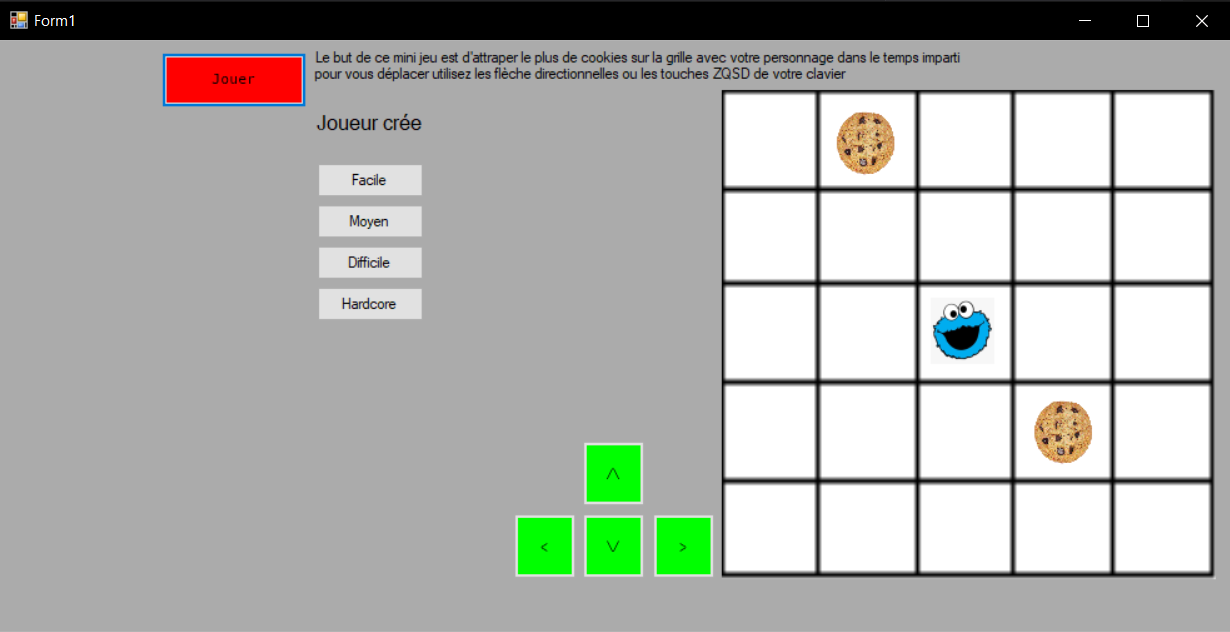 Form1
Jouer
Le but de ce mini jeu est d'attraper le plus de cookies sur la grille avec votre personnage dans le temps imparti
pour vous déplacer utilisez les flèche directionnelles ou les touches ZQSD de votre clavier
Joueur crée
Facile
Moyen
Difficile
Hardcore
^
< V >